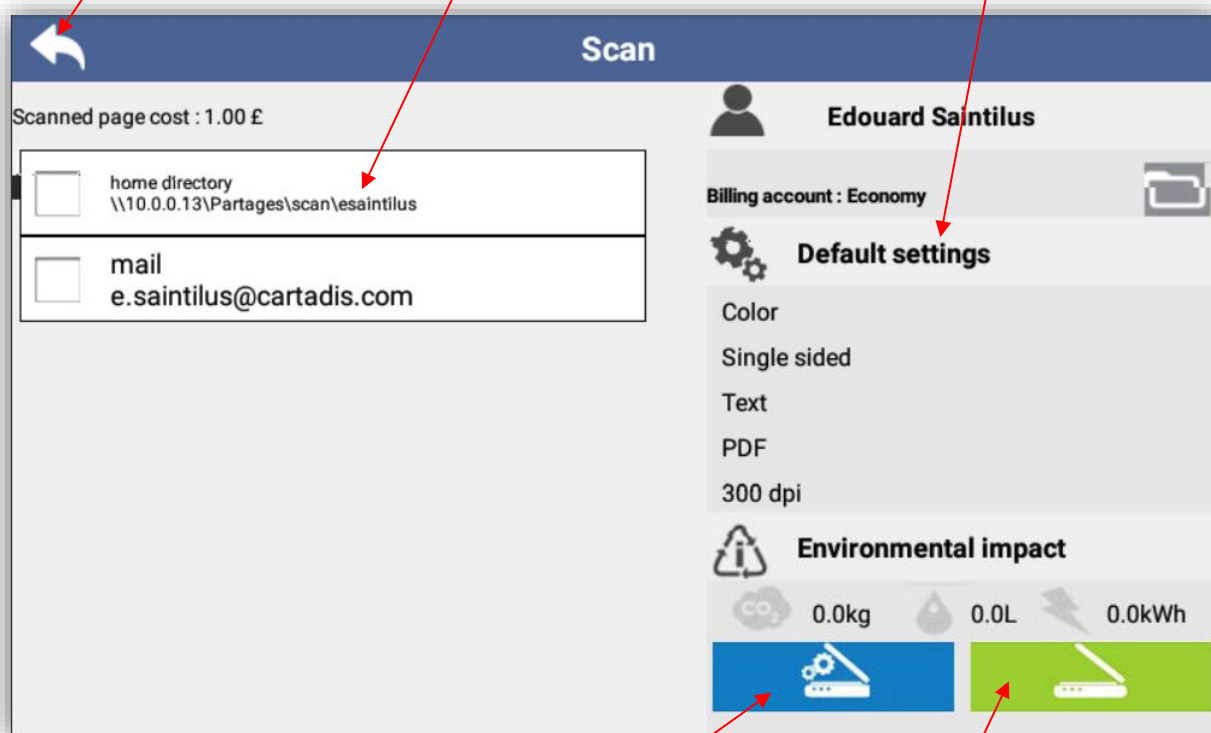 Scan
Scanned page cost : 1.00 £
home directory
\\10.0.0.13\Partages\scan\esaintilus
mail
e.saintilus@cartadis.com
Edouard Saintilus
Billing account : Economy
Default settings
Color
Single sided
Text
PDF
300 dpi
Environmental impact
CO2 0.0kg 0.0L 0.0kWh